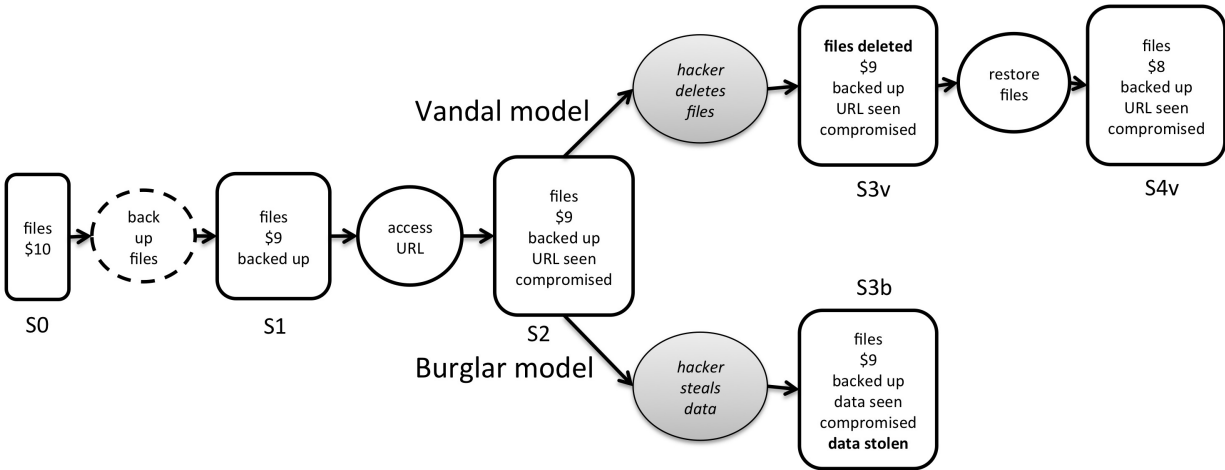 files
$10
S0
back
up
files
files
$9
backed up
S1
access
URL
files
$9
backed up
URL seen
compromised
S2
Vandal model
hacker
deletes
files
files deleted
$9
backed up
URL seen
compromised
S3v
restore
files
files
$8
backed up
URL seen
compromised
S4v
Burglar model
hacker
steals
data
S3b
files
$9
backed up
data seen
compromised
data stolen